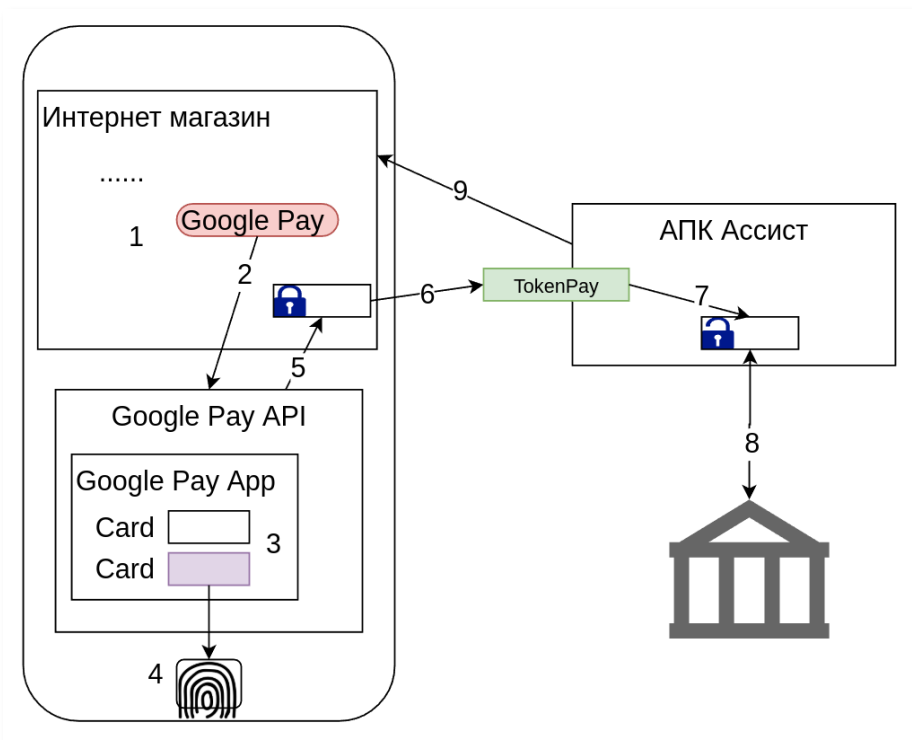 Интернет магазин
......
1
Google Pay
2
5
6
9
АПК Ассист
TokenPay
7
8
Google Pay API
Google Pay App
Card
3
Card
4